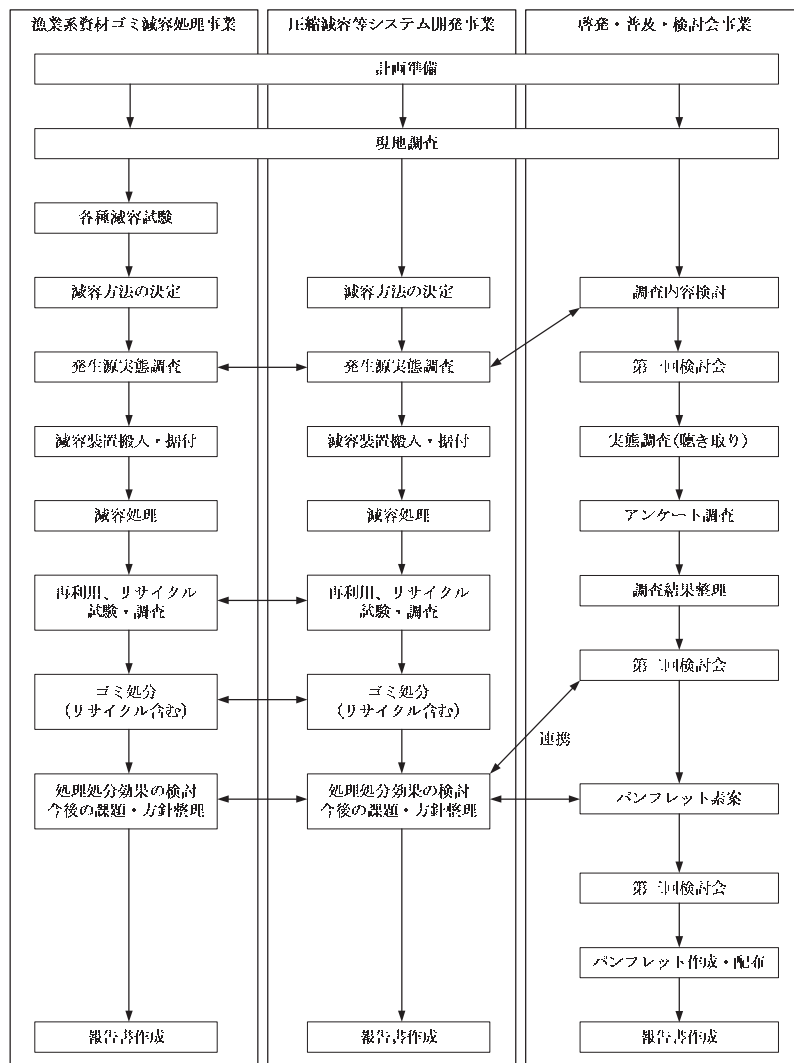 漁業系資材ゴミ減容処理事業
圧縮減容等システム開発事業
啓発・普及・検討会事業
計画準備
現地調査
各種減容試験
減容方法の決定
発生源実態調査
減容装置搬入・据付
減容処理
再利用、リサイクル
試験・調査
ゴミ処分
(リサイクル含む)
処理処分効果の検討
今後の課題・方針整理
報告書作成
減容方法の決定
発生源実態調査
減容装置搬入・据付
減容処理
再利用、リサイクル
試験・調査
ゴミ処分
(リサイクル含む)
処理処分効果の検討
今後の課題・方針整理
報告書作成
調査内容検討
第一回検討会
実態調査(聴き取り)
アンケート調査
調査結果整理
第二回検討会
連携
パンフレット素案
第三回検討会
パンフレット作成・配布
報告書作成